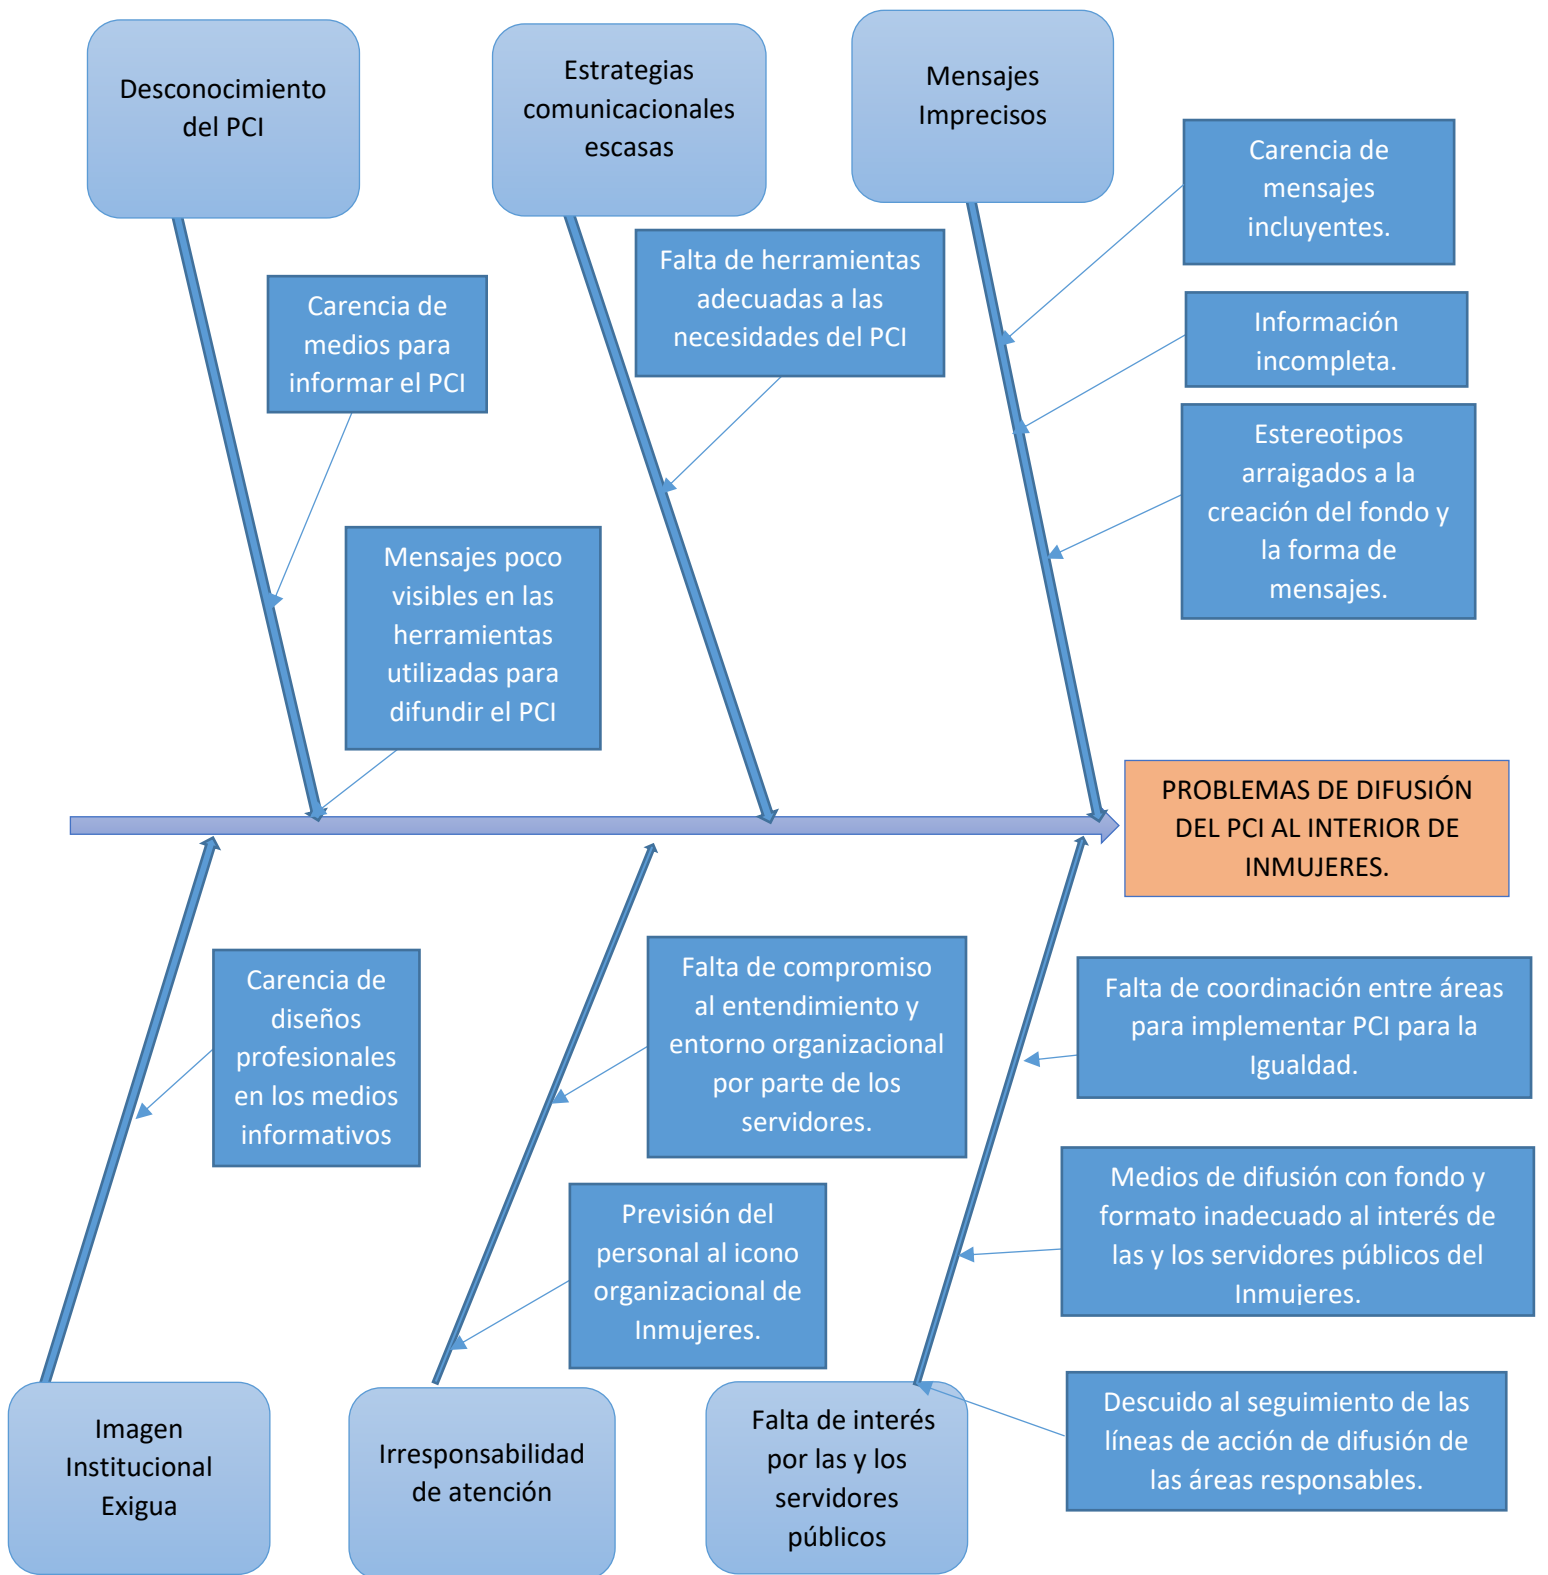 Desconocimiento
del PCI
Estrategias
comunicacionales
escasas
Mensajes
Imprecisos
Carencia de
mensajes
incluyentes.
Falta de herramientas
adecuadas a las
necesidades del PCI
Carencia de
medios para
informar el PCI
Información
incompleta.
Estereotipos
arraigados a la
creación del fondo y
la forma de
mensajes.
Mensajes poco
visibles en las
herramientas
utilizadas para
difundir el PCI
PROBLEMAS DE DIFUSIÓN
DEL PCI AL INTERIOR DE
INMUJERES.
Carencia de
diseños
profesionales
en los medios
informativos
Falta de compromiso
al entendimiento y
entorno organizacional
por parte de los
servidores.
Falta de coordinación entre áreas
para implementar PCI para la
Igualdad.
Previsión del
personal al icono
organizacional de
Inmujeres.
Medios de difusión con fondo y
formato inadecuado al interés de
las y los servidores públicos del
Inmujeres.
Descuido al seguimiento de las
líneas de acción de difusión de
las áreas responsables.
Imagen
Institucional
Exigua
Irresponsabilidad
de atención
Falta de interés
por las y los
servidores
públicos